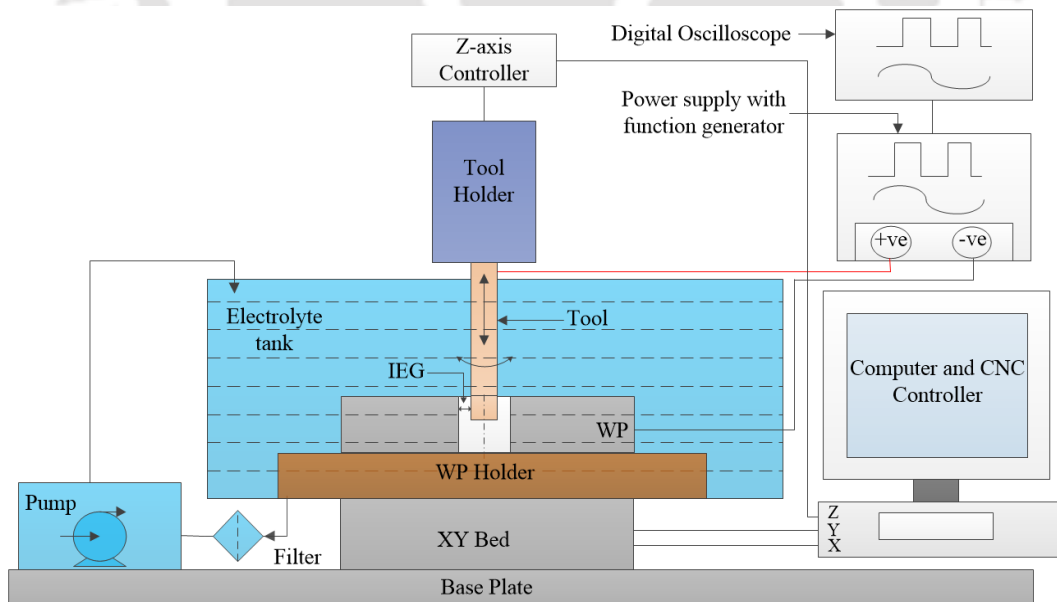 Digital Oscilloscope
Z-axis
Controller
Power supply with
function generator
Tool
Holder
+ve
-ve
Electrolyte
tank
Tool
IEG
Computer and CNC
Controller
WP
WP Holder
Pump
Filter
XY Bed
Z
Y
X
Base Plate